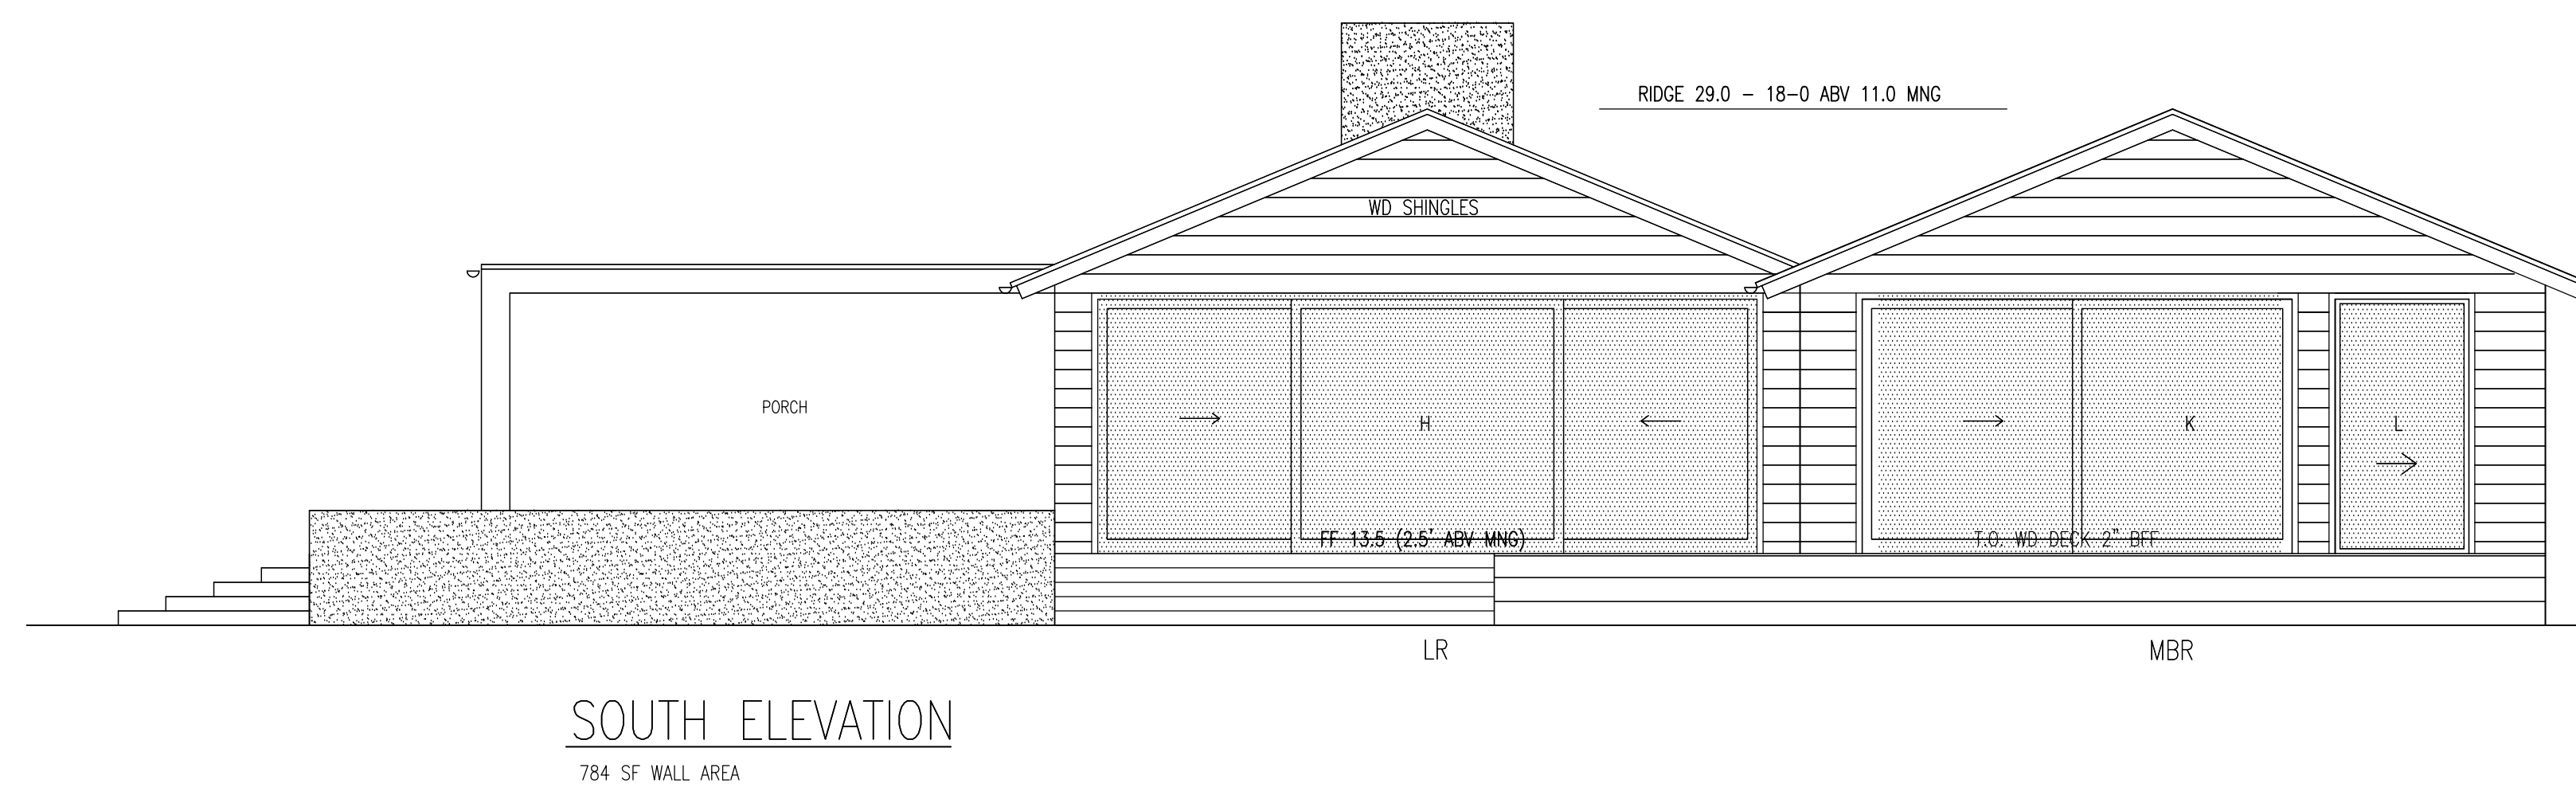 RIDGE 29.0 - 18-0 ABV 11.0 MNG
WD SHINGLES
PORCH
H
K
L
FF 13.5 (2.5' ABV MNG)
T.O. WD DECK 2" BFF
LR
MBR
SOUTH ELEVATION
784 SF WALL AREA